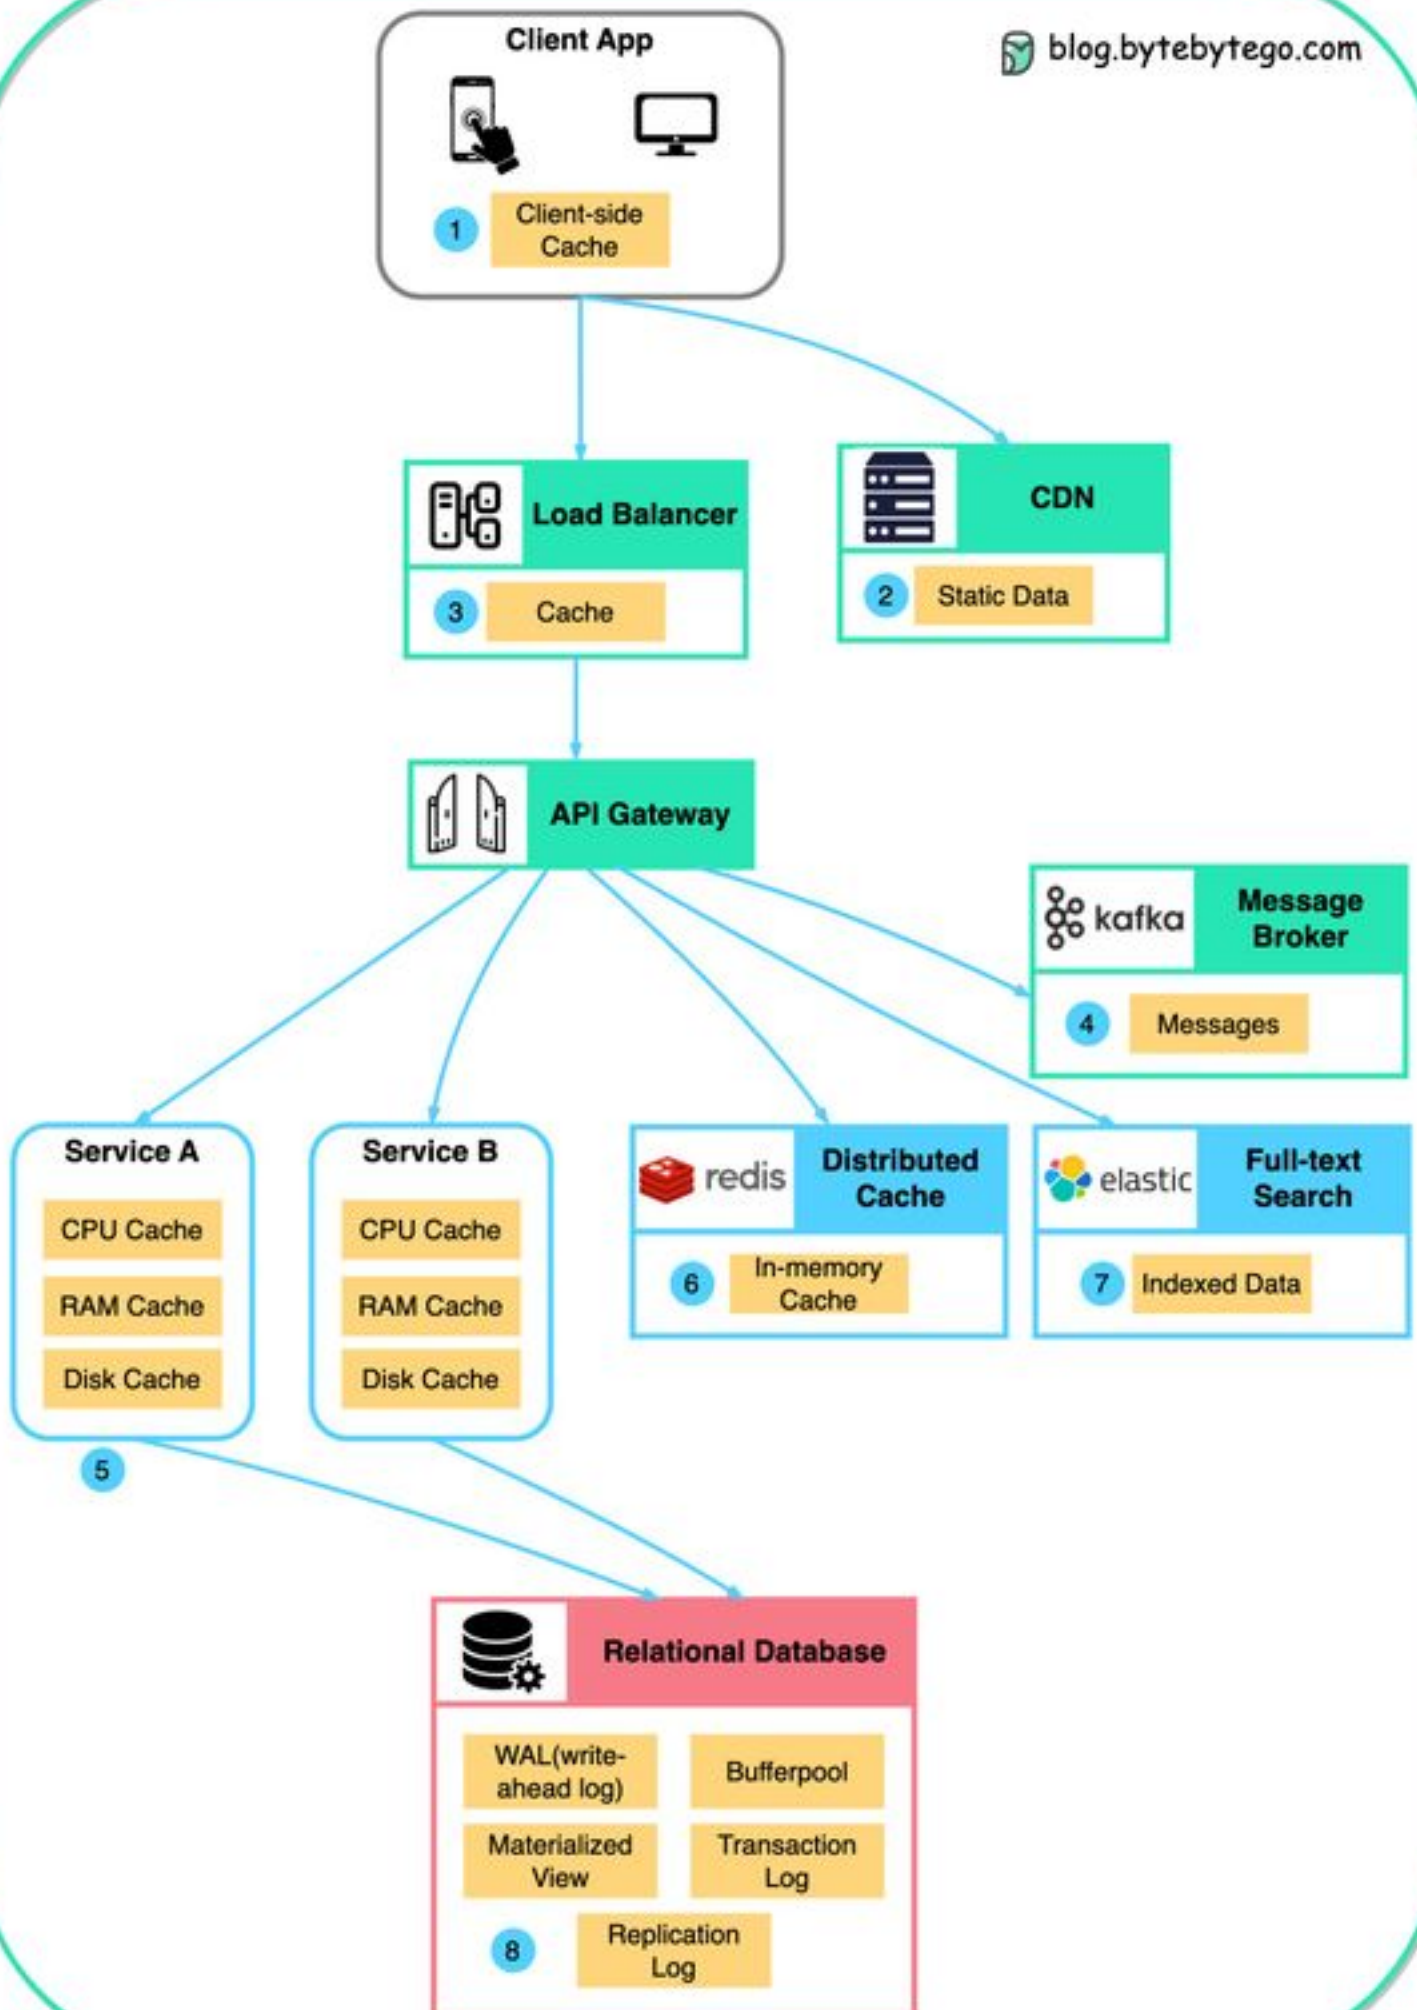 Client App
blog.bytebytego.com
1
Client-side
Cache
Load Balancer
3
Cache
CDN
2
Static Data
API Gateway
kafka
Message
Broker
4
Messages
Service A
CPU Cache
RAM Cache
Disk Cache
5
Service B
CPU Cache
RAM Cache
Disk Cache
redis
Distributed
Cache
6
In-memory
Cache
elastic
Full-text
Search
7
Indexed Data
Relational Database
WAL(write-
ahead log)
Bufferpool
Materialized
View
Transaction
Log
8
Replication
Log